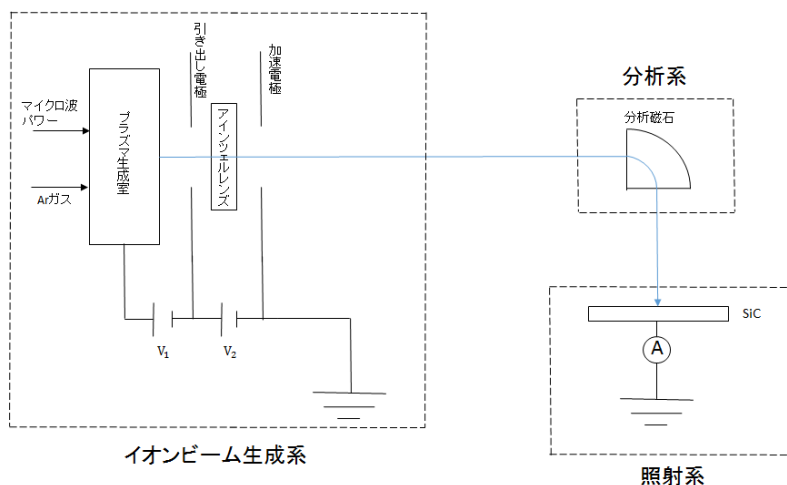 マイクロ波
パワー
Arガス
プラズマ生成室
引き出し電極
アインツェルレンズ
加速電極
V₁
V₂
イオンビーム生成系
分析系
分析磁石
SiC
A
照射系